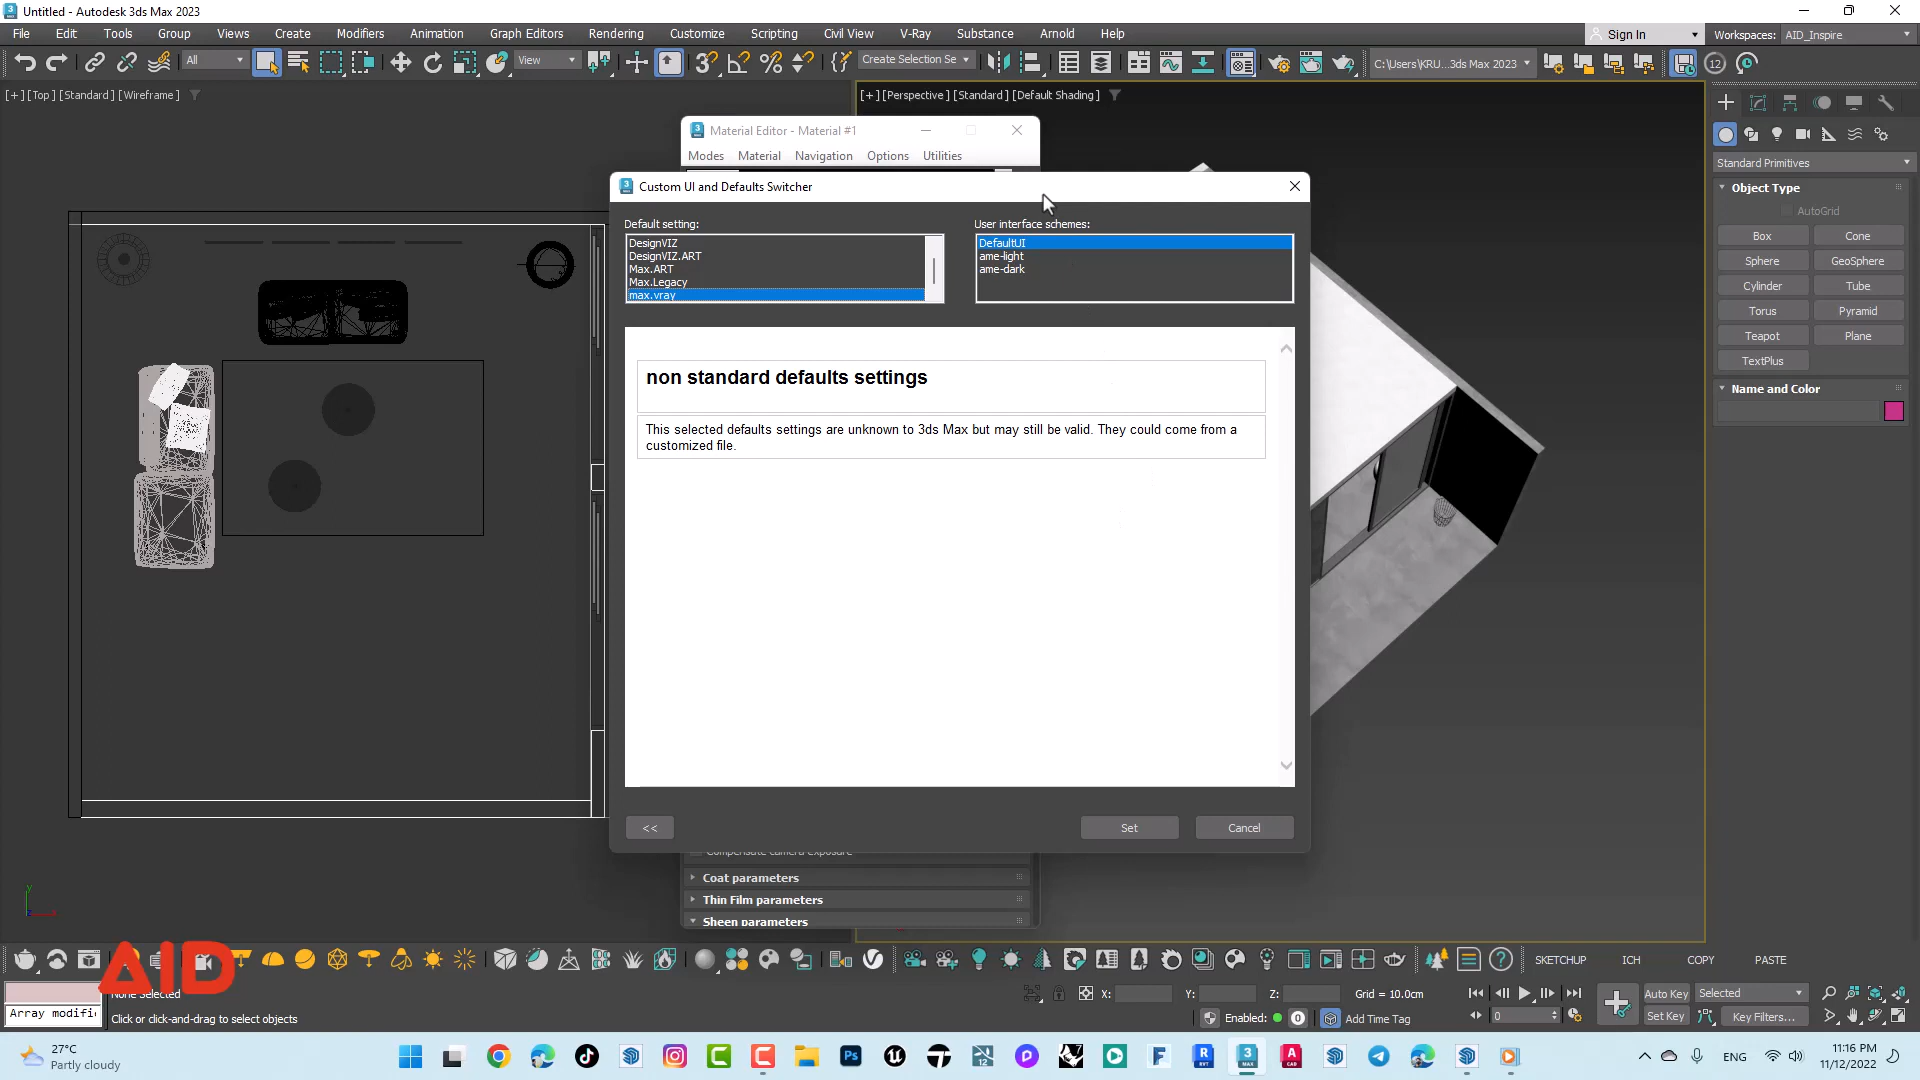 Untitled - Autodesk 3ds Max 2023
File Edit Tools Group Views Create Modifiers Animation Graph Editors Rendering Customize Scripting Civil View V-Ray Substance Arnold Help
Sign In Workspaces: AID_Inspire
All View Create Selection Se C:\Users\KRU...3ds Max 2023 12
[+] [Top] [Standard] [Wireframe]
[+] [Perspective] [Standard] [Default Shading]
Material Editor - Material #1
Modes Material Navigation Options Utilities
Custom UI and Defaults Switcher
Default setting:
DesignVIZ
DesignVIZ.ART
Max.ART
Max.Legacy
max.vray
User interface schemes:
DefaultUI
ame-light
ame-dark
non standard defaults settings
This selected defaults settings are unknown to 3ds Max but may still be valid. They could come from a
customized file.
<< Set Cancel
Compensate camera exposure
Coat parameters
Thin Film parameters
Sheen parameters
Standard Primitives
Object Type
AutoGrid
Box Cone
Sphere GeoSphere
Cylinder Tube
Torus Pyramid
Teapot Plane
TextPlus
Name and Color
y
AID
SKETCHUP ICH COPY PASTE
None Selected
Array modifi
Click or click-and-drag to select objects
X: Y: Z: Grid = 10.0cm
Enabled: 0 Add Time Tag
0
Auto Key Selected
Set Key Key Filters...
27°C
Partly cloudy
ENG
11:16 PM
11/12/2022